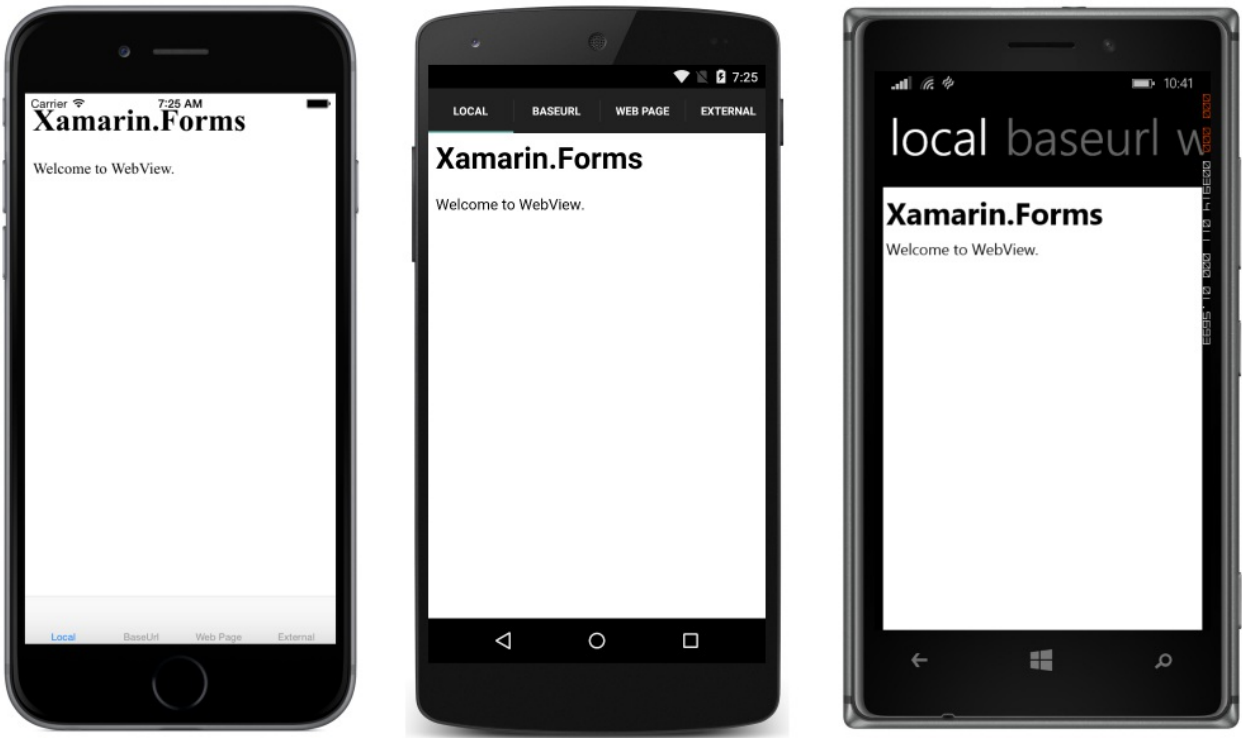 Carrier 7:25 AM
Xamarin.Forms
Welcome to WebView.
Local BaseUrl Web Page External
7:25
LOCAL BASEURL WEB PAGE EXTERNAL
Xamarin.Forms
Welcome to WebView.
10:41
local baseurl w
Xamarin.Forms
Welcome to WebView.